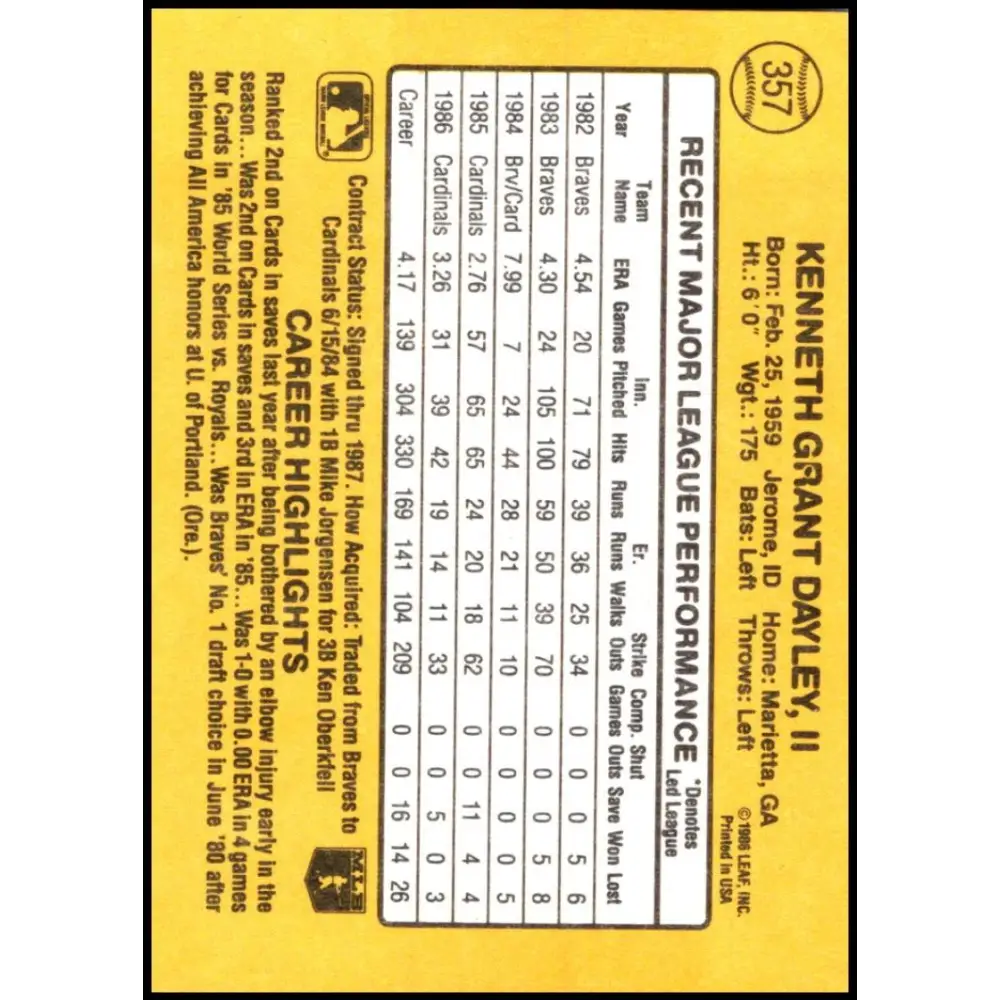 357
KENNETH GRANT DAYLEY, II
Born: Feb. 25, 1959 Jerome, ID Home: Marietta, GA
Ht.: 6'0" Wgt.: 175 Bats: Left Throws: Left
©1986 LEAF, INC.
Printed in USA
RECENT MAJOR LEAGUE PERFORMANCE
*Denotes
Led League
Team Inn. Er. Strike Comp. Shut
Year Name ERA Games Pitched Hits Runs Runs Walks Outs Games Outs Save Won Lost
1982 Braves 4.54 20 71 79 39 36 25 34 0 0 0 5 6
1983 Braves 4.30 24 105 100 59 50 39 70 0 0 0 5 8
1984 Brv/Card 7.99 7 24 44 28 21 11 10 0 0 0 0 5
1985 Cardinals 2.76 57 65 65 24 20 18 62 0 0 11 4 4
1986 Cardinals 3.26 31 39 42 19 14 11 33 0 0 5 0 3
Career 4.17 139 304 330 169 141 104 209 0 0 16 14 26
Contract Status: Signed thru 1987. How Acquired: Traded from Braves to
Cardinals 6/15/84 with 1B Mike Jorgensen for 3B Ken Oberkfell
MLB
CAREER HIGHLIGHTS
Ranked 2nd on Cards in saves last year after being bothered by an elbow injury early in the
season...Was 2nd on Cards in saves and 3rd in ERA in '85...Was 1-0 with 0.00 ERA in 4 games
for Cards in '85 World Series vs. Royals...Was Braves' No. 1 draft choice in June '80 after
achieving All America honors at U. of Portland. (Ore.).